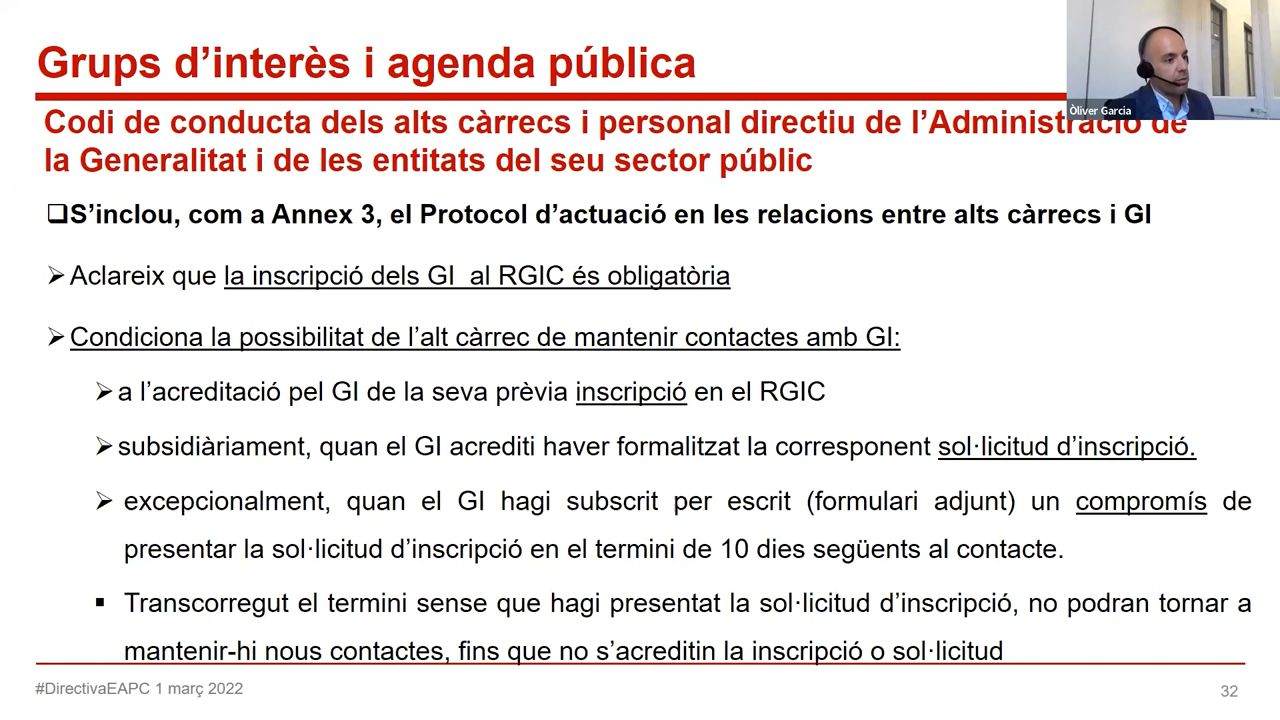 Grups d’interès i agenda pública
Òliver Garcia
Codi de conducta dels alts càrrecs i personal directiu de l’Administració de
la Generalitat i de les entitats del seu sector públic
S’inclou, com a Annex 3, el Protocol d’actuació en les relacions entre alts càrrecs i GI
Aclareix que la inscripció dels GI al RGIC és obligatòria
Condiciona la possibilitat de l’alt càrrec de mantenir contactes amb GI:
a l’acreditació pel GI de la seva prèvia inscripció en el RGIC
subsidiàriament, quan el GI acrediti haver formalitzat la corresponent sol·licitud d’inscripció.
excepcionalment, quan el GI hagi subscrit per escrit (formulari adjunt) un compromís de
presentar la sol·licitud d’inscripció en el termini de 10 dies següents al contacte.
Transcorregut el termini sense que hagi presentat la sol·licitud d’inscripció, no podran tornar a
mantenir-hi nous contactes, fins que no s’acreditin la inscripció o sol·licitud
#DirectivaEAPC 1 març 2022
32